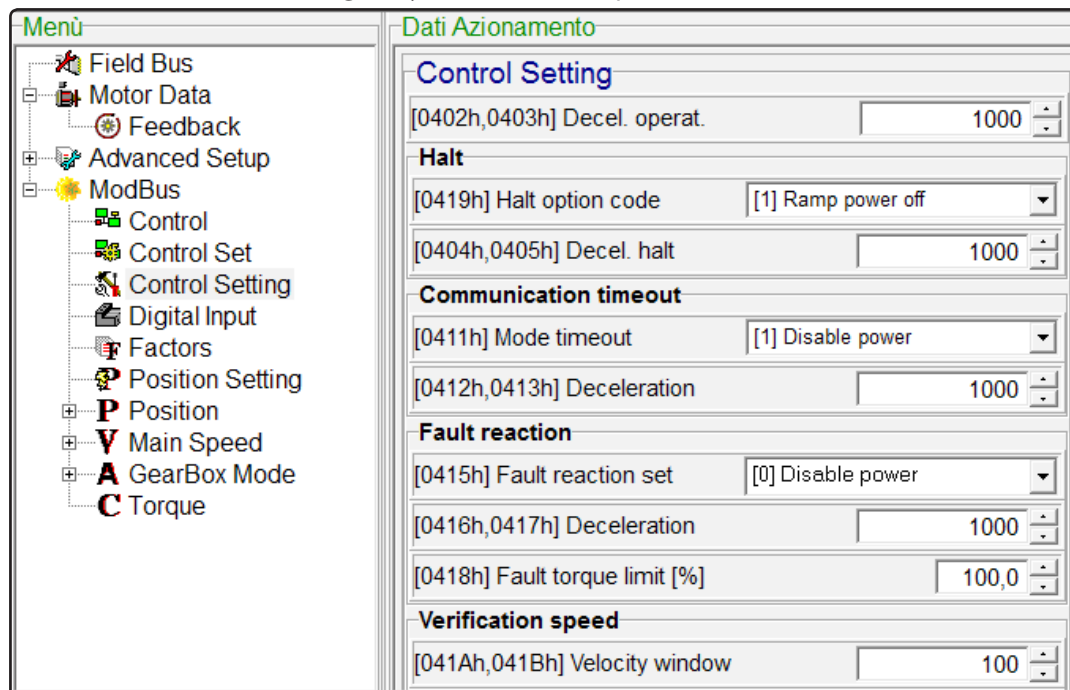 Menù
Field Bus
Motor Data
Feedback
Advanced Setup
ModBus
Control
Control Set
Control Setting
Digital Input
Factors
Position Setting
Position
Main Speed
GearBox Mode
Torque
Dati Azionamento
Control Setting
[0402h,0403h] Decel. operat. 1000
Halt
[0419h] Halt option code [1] Ramp power off
[0404h,0405h] Decel. halt 1000
Communication timeout
[0411h] Mode timeout [1] Disable power
[0412h,0413h] Deceleration 1000
Fault reaction
[0415h] Fault reaction set [0] Disable power
[0416h,0417h] Deceleration 1000
[0418h] Fault torque limit [%] 100,0
Verification speed
[041Ah,041Bh] Velocity window 100